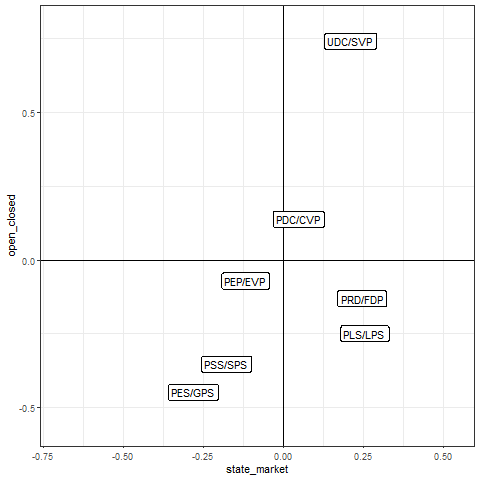 UDC/SVP
0.5
PDC/CVP
open_closed
0.0
PEP/EVP
PRD/FDP
PLS/LPS
PSS/SPS
PES/GPS
-0.5
-0.75 -0.50 -0.25 0.00 0.25 0.50
state_market